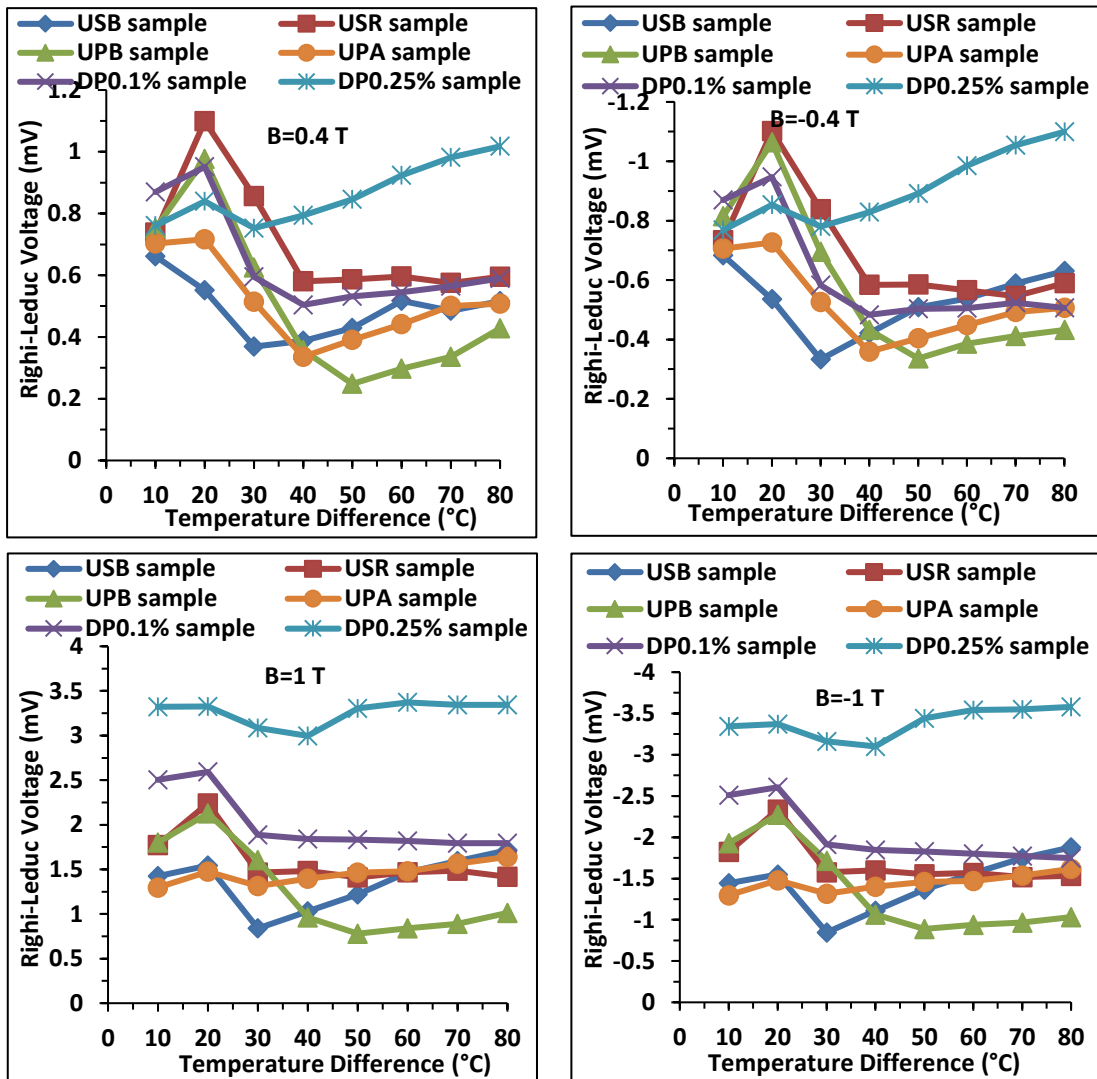 USB sample USR sample
UPB sample UPA sample
DP0.1% sample DP0.25% sample
B=0.4 T
Righi-Leduc Voltage (mV)
1.2
1
0.8
0.6
0.4
0.2
0
0 10 20 30 40 50 60 70 80
Temperature Difference (°C)
USB sample USR sample
UPB sample UPA sample
DP0.1% sample DP0.25% sample
B=-0.4 T
Righi-Leduc Voltage (mV)
-1.2
-1
-0.8
-0.6
-0.4
-0.2
0
0 10 20 30 40 50 60 70 80
Temperature Difference (°C)
USB sample USR sample
UPB sample UPA sample
DP0.1% sample DP0.25% sample
B=1 T
Righi-Leduc Voltage (mV)
4
3.5
3
2.5
2
1.5
1
0.5
0
0 10 20 30 40 50 60 70 80
Temperature Difference (°C)
USB sample USR sample
UPB sample UPA sample
DP0.1% sample DP0.25% sample
B=-1 T
Righi-Leduc Voltage (mV)
-4
-3.5
-3
-2.5
-2
-1.5
-1
-0.5
0
0 10 20 30 40 50 60 70 80
Temperature Difference (°C)